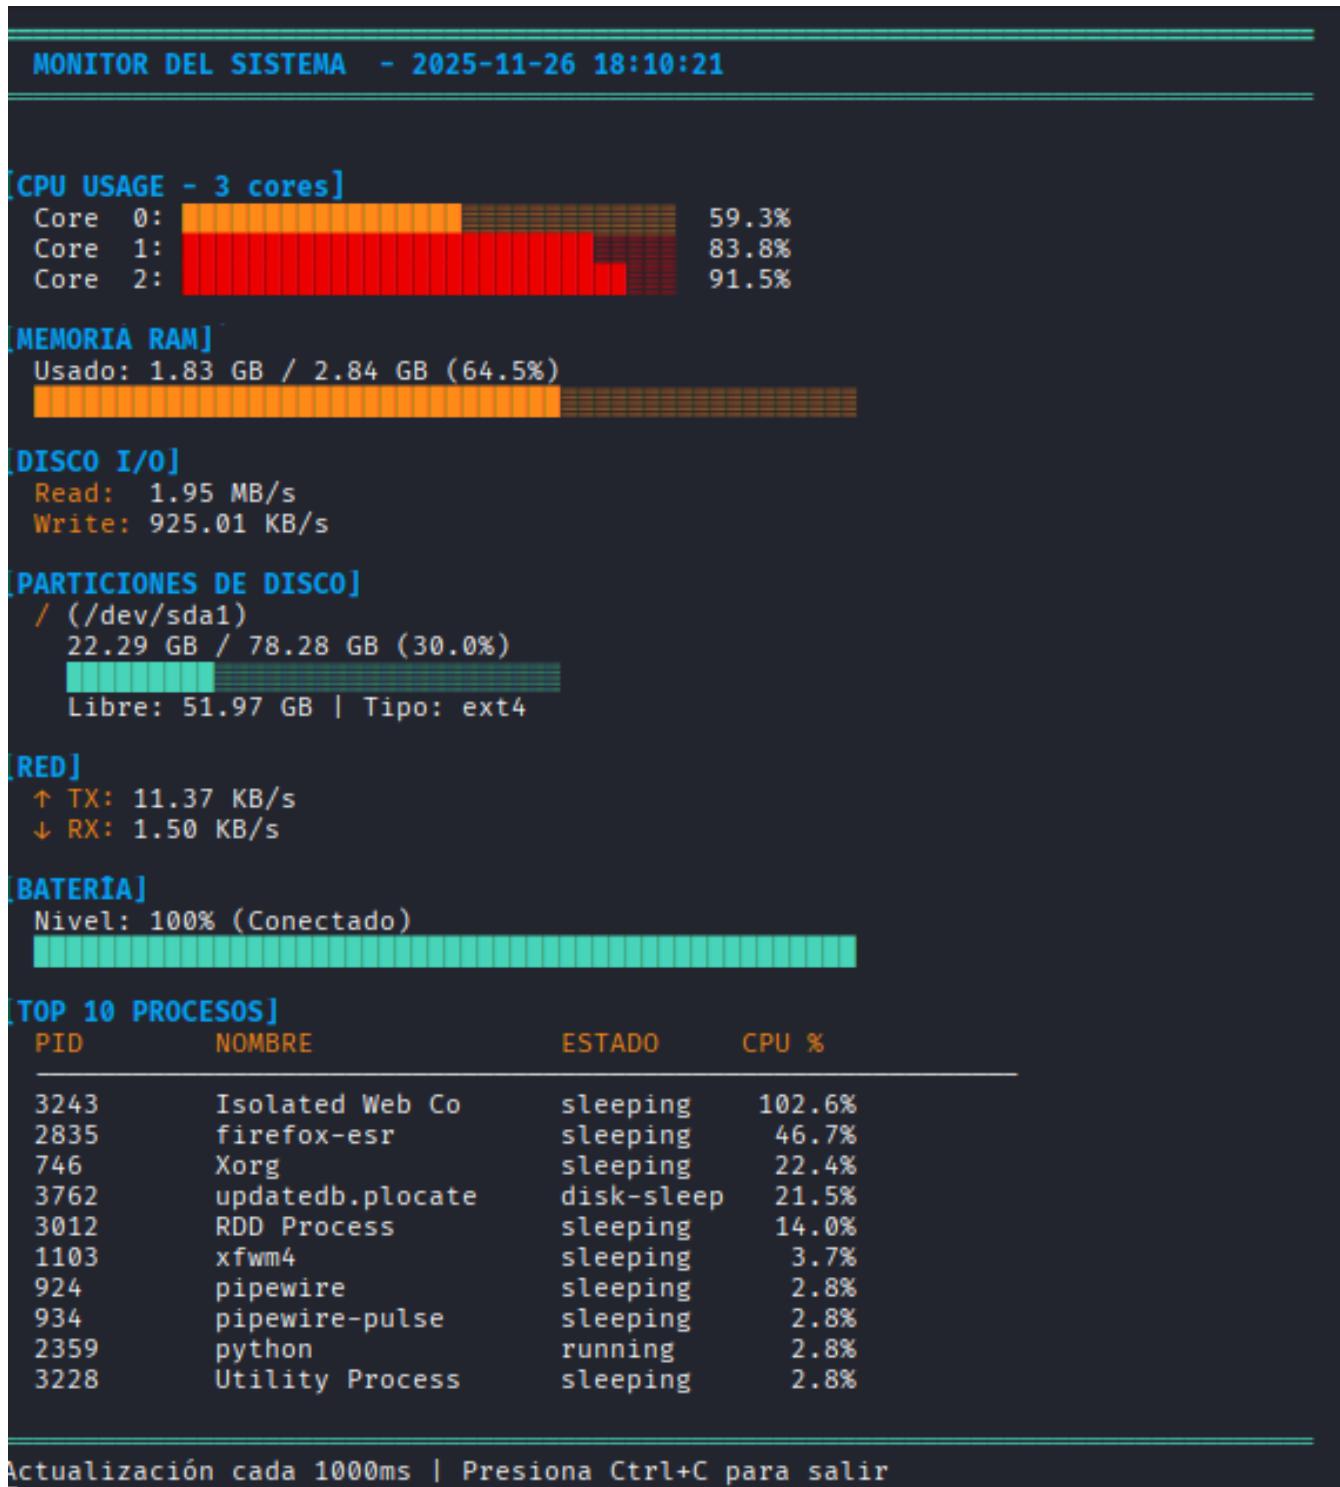 MONITOR DEL SISTEMA - 2025-11-26 18:10:21
[CPU USAGE - 3 cores]
Core 0: 59.3%
Core 1: 83.8%
Core 2: 91.5%
[MEMORIA RAM]
Usado: 1.83 GB / 2.84 GB (64.5%)
[DISCO I/O]
Read: 1.95 MB/s
Write: 925.01 KB/s
[PARTICIONES DE DISCO]
/ (/dev/sda1)
22.29 GB / 78.28 GB (30.0%)
Libre: 51.97 GB | Tipo: ext4
[RED]
↑ TX: 11.37 KB/s
↓ RX: 1.50 KB/s
[BATERÍA]
Nivel: 100% (Conectado)
[TOP 10 PROCESOS]
PID NOMBRE ESTADO CPU %
3243 Isolated Web Co sleeping 102.6%
2835 firefox-esr sleeping 46.7%
746 Xorg sleeping 22.4%
3762 updatedb.plocate disk-sleep 21.5%
3012 RDD Process sleeping 14.0%
1103 xfwm4 sleeping 3.7%
924 pipewire sleeping 2.8%
934 pipewire-pulse sleeping 2.8%
2359 python running 2.8%
3228 Utility Process sleeping 2.8%
Actualización cada 1000ms | Presiona Ctrl+C para salir